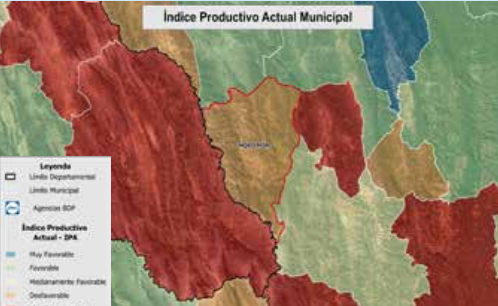 Índice Productivo Actual Municipal
Leyenda
Límite Departamental
Límite Municipal
Agencias BDP
Índice Productivo
Actual - IPA
Muy Favorable
Favorable
Medianamente Favorable
Desfavorable